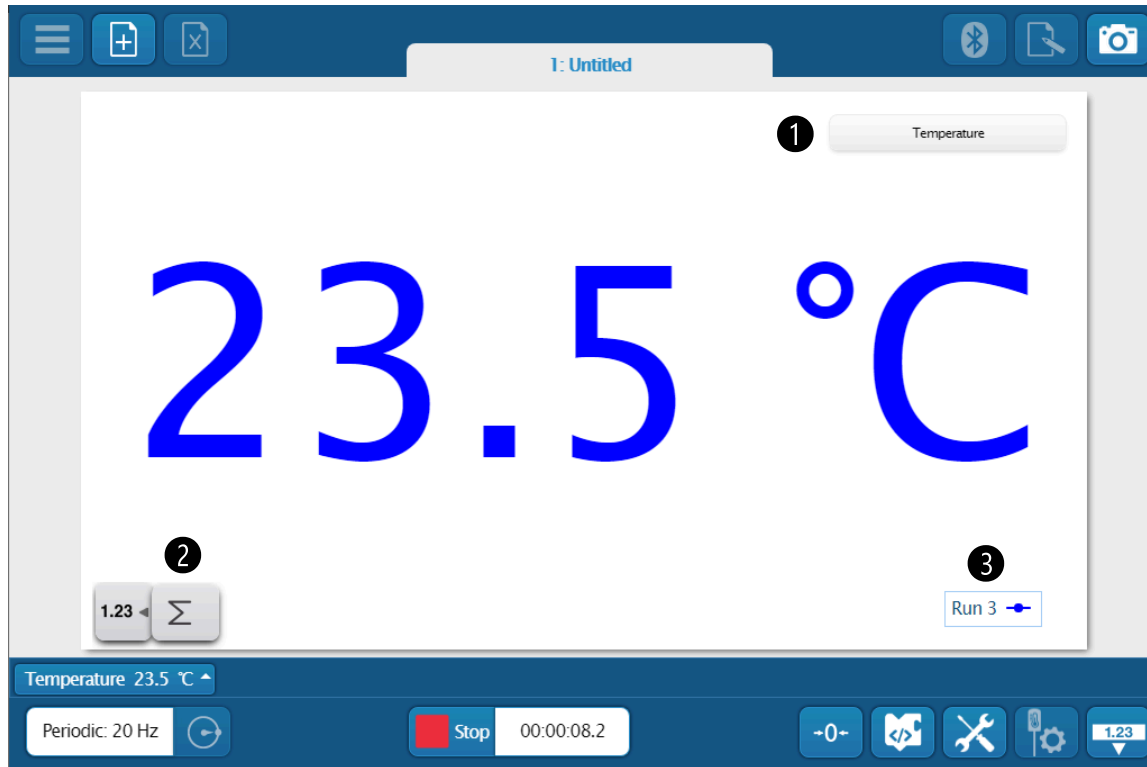 1: Untitled
1 Temperature
23.5 °C
2
3
1.23 Σ
Run 3
Temperature 23.5 °C
Periodic: 20 Hz
Stop 00:00:08.2
→0←
</>
1.23